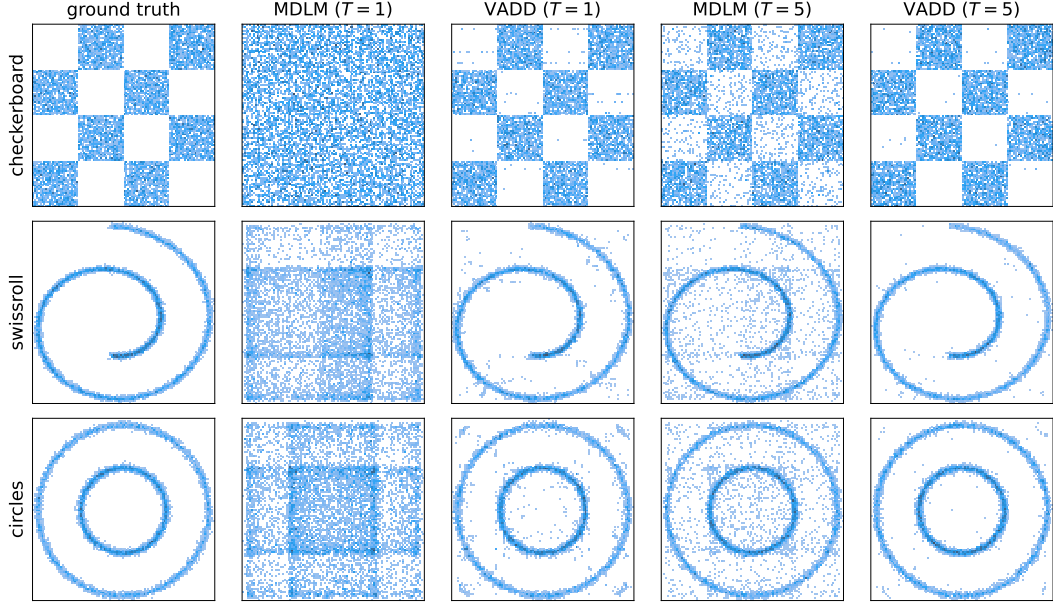 ground truth
MDLM (T = 1)
VADD (T = 1)
MDLM (T = 5)
VADD (T = 5)
checkerboard
swissroll
circles